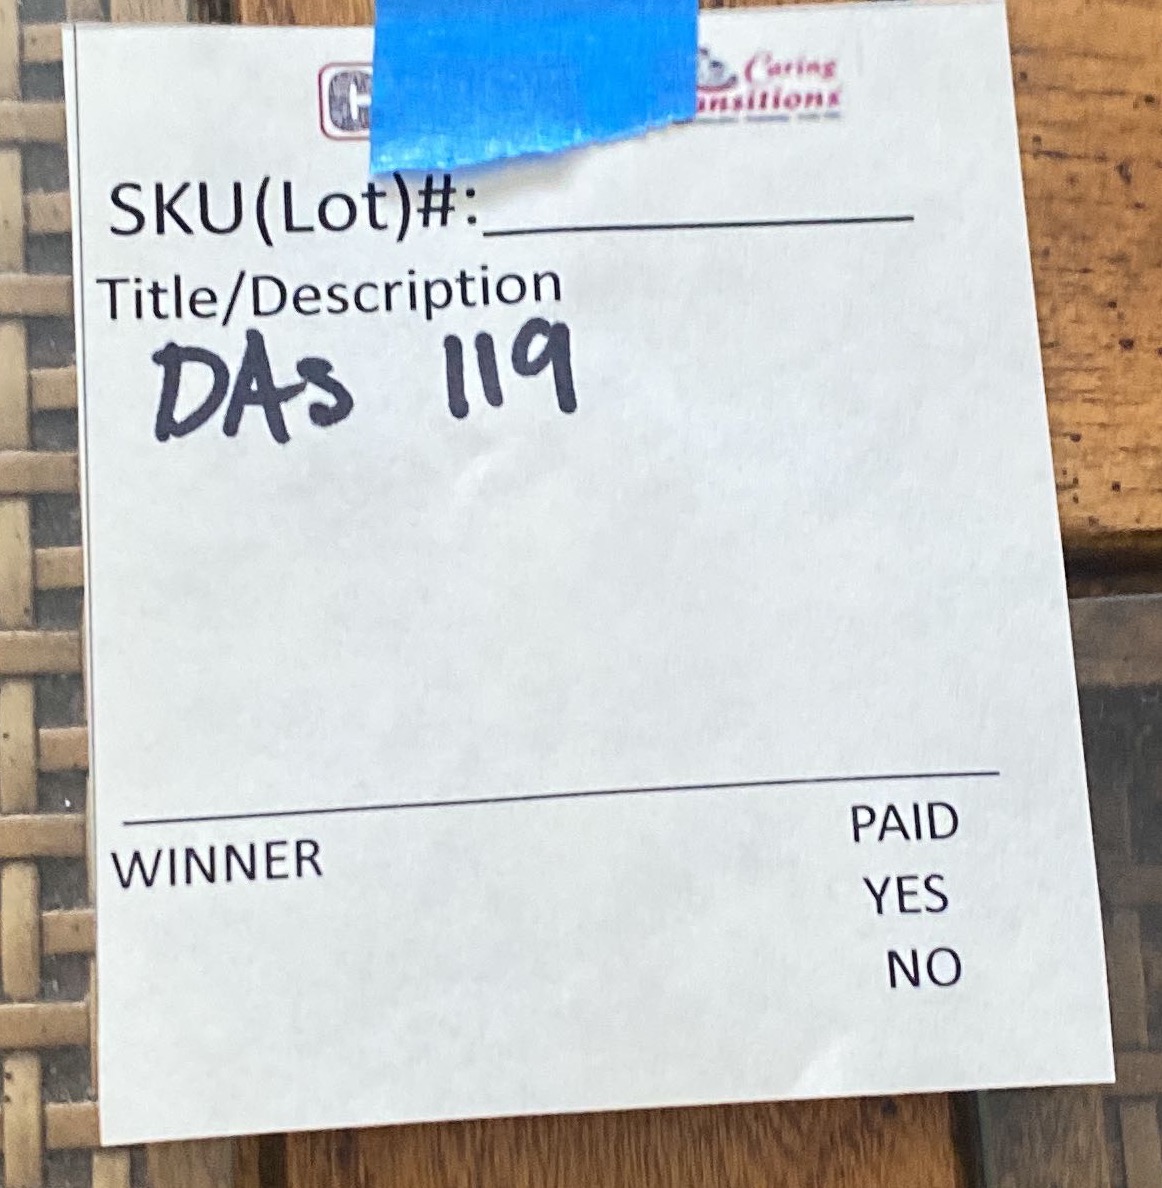 Caring
SKU(Lot)#:
Title/Description
DAs 119
WINNER
PAID
YES
NO